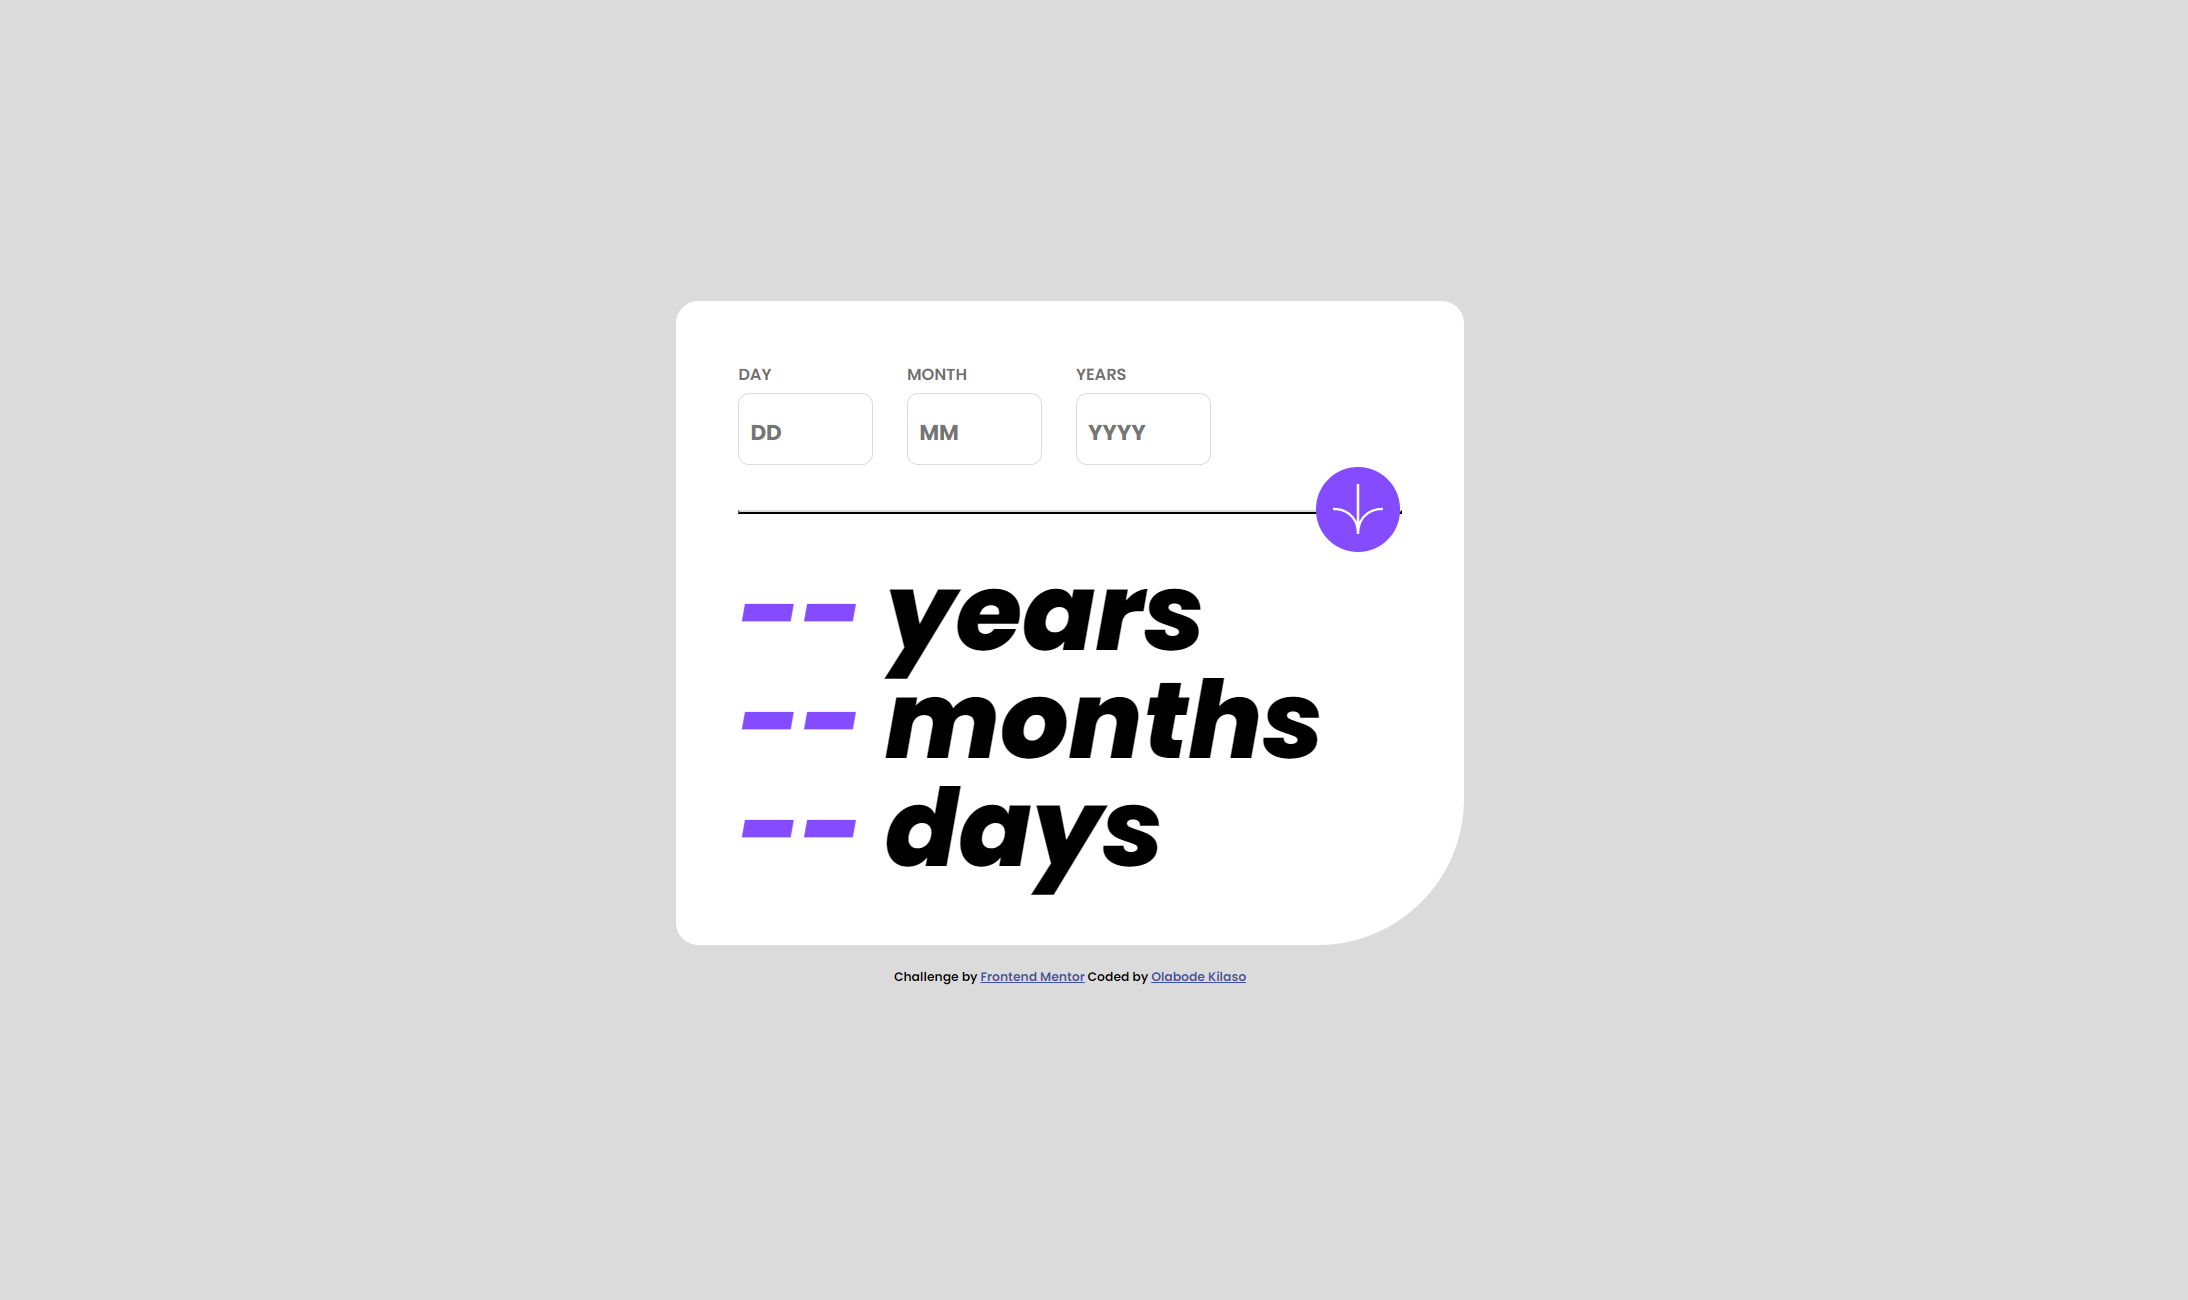 DAY MONTH YEARS
DD MM YYYY
-- years
-- months
-- days
Challenge by Frontend Mentor Coded by Olabode Kilaso